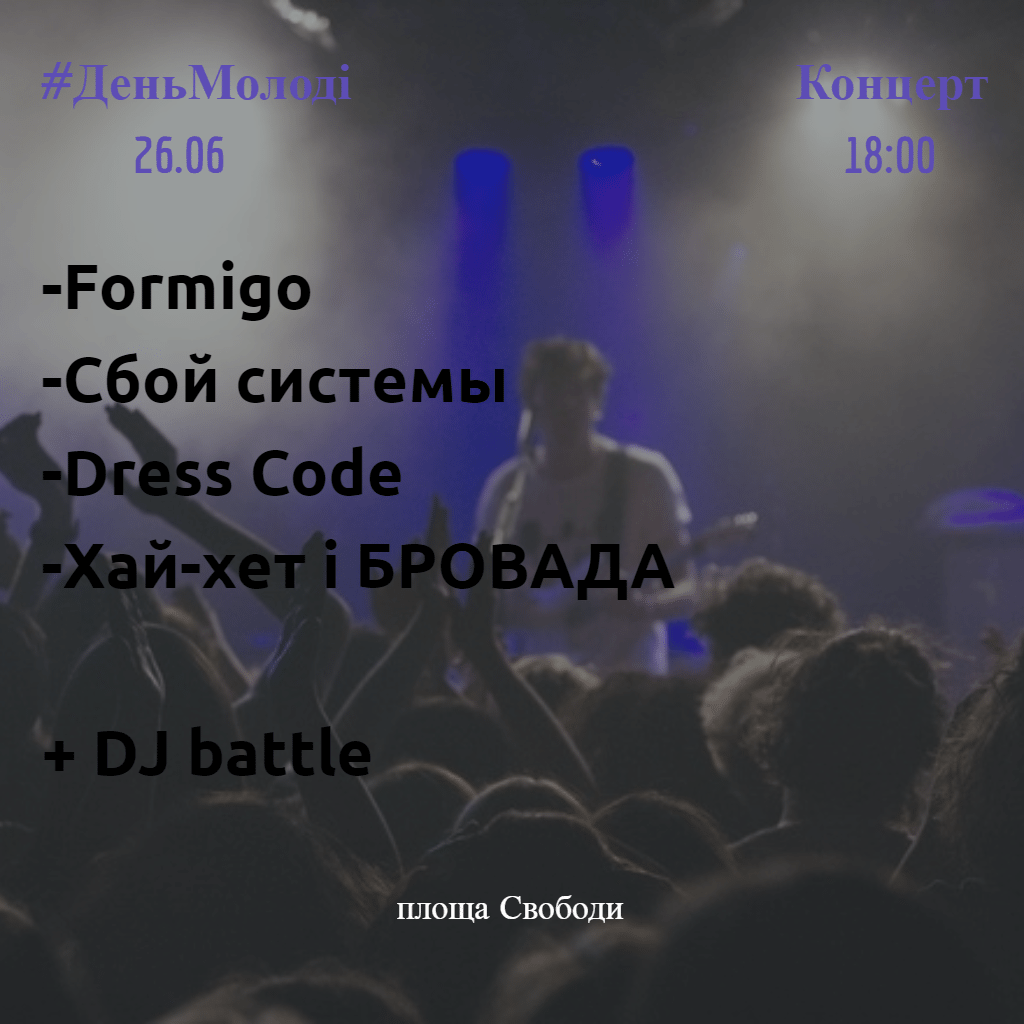 #ДеньМолоді
26.06
Концерт
18:00
-Formigo
-Сбой системы
-Dress Code
-Хай-хет і БРОВАДА
+ DJ battle
площа Свободи